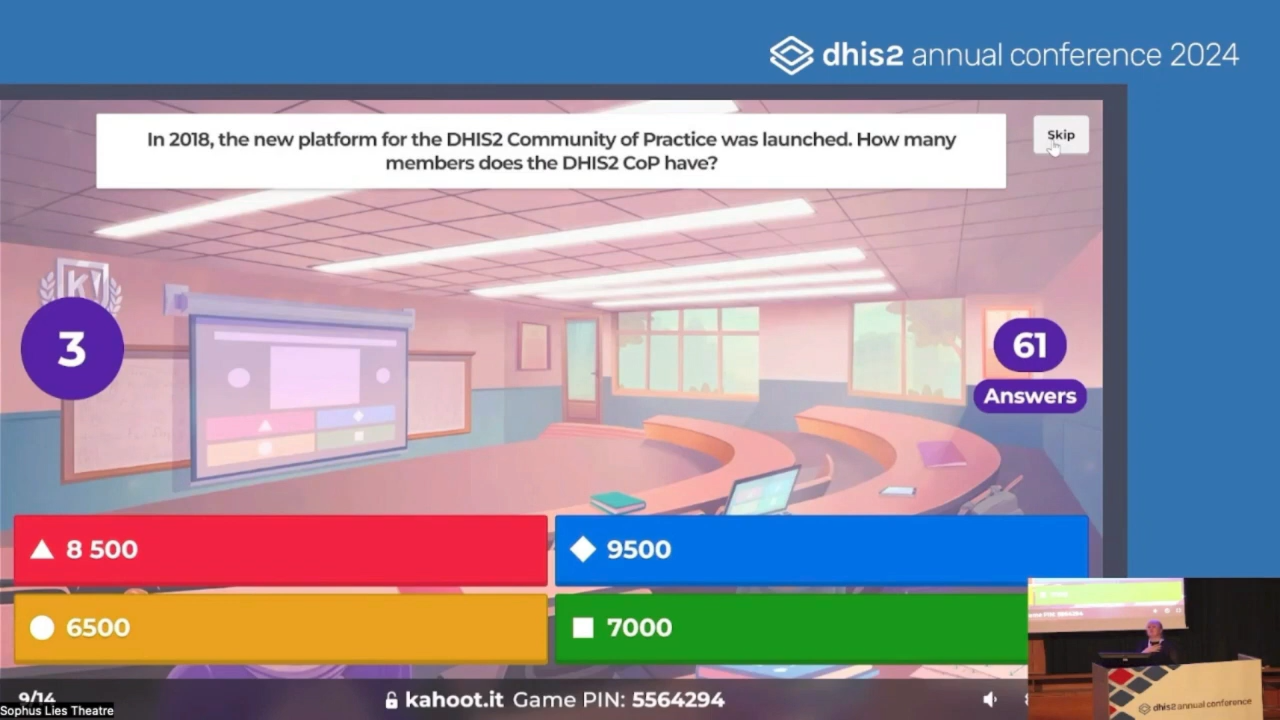 dhis2 annual conference 2024
In 2018, the new platform for the DHIS2 Community of Practice was launched. How many
members does the DHIS2 CoP have?
Skip
K!
3
61
Answers
8 500
9500
6500
7000
9/14
kahoot.it Game PIN: 5564294
Sophus Lies Theatre
dhis2 annual conference